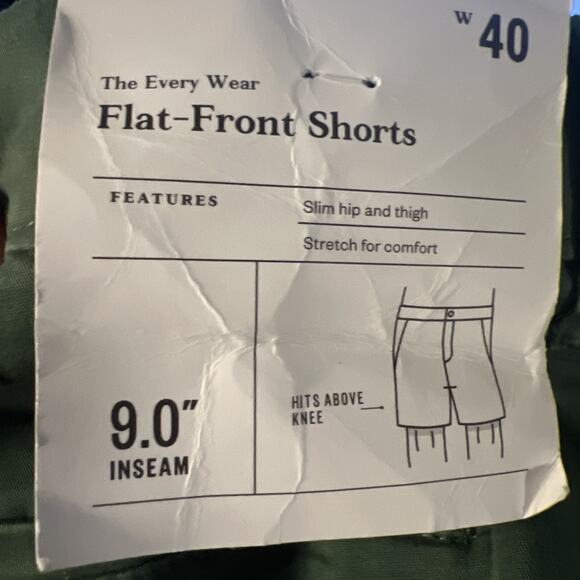 W 40
The Every Wear
Flat-Front Shorts
FEATURES
Slim hip and thigh
Stretch for comfort
9.0"
INSEAM
HITS ABOVE
KNEE